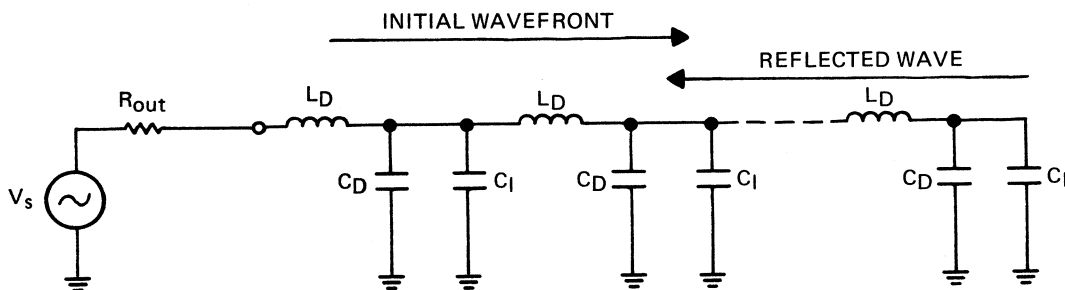 INITIAL WAVEFRONT
REFLECTED WAVE
Rout
LD
LD
LD
Vs
CD
CI
CD
CI
CD
CI